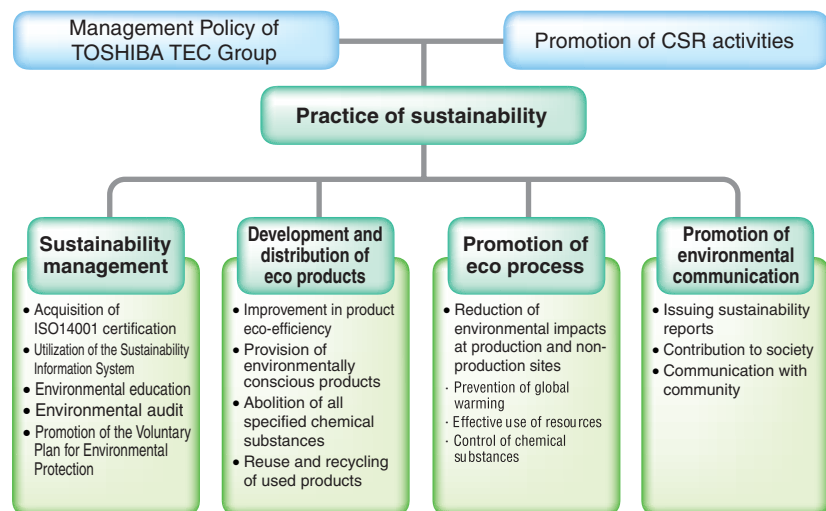 Management Policy of
TOSHIBA TEC Group
Promotion of CSR activities
Practice of sustainability
Sustainability
management
• Acquisition of
ISO14001 certification
• Utilization of the Sustainability
Information System
• Environmental education
• Environmental audit
• Promotion of the Voluntary
Plan for Environmental
Protection
Development and
distribution of
eco products
• Improvement in product
eco-efficiency
• Provision of
environmentally
conscious products
• Abolition of all
specified chemical
substances
• Reuse and recycling
of used products
Promotion of
eco process
• Reduction of
environmental impacts
at production and non-
production sites
· Prevention of global
warming
· Effective use of resources
· Control of chemical
substances
Promotion of
environmental
communication
• Issuing sustainability
reports
• Contribution to society
• Communication with
community